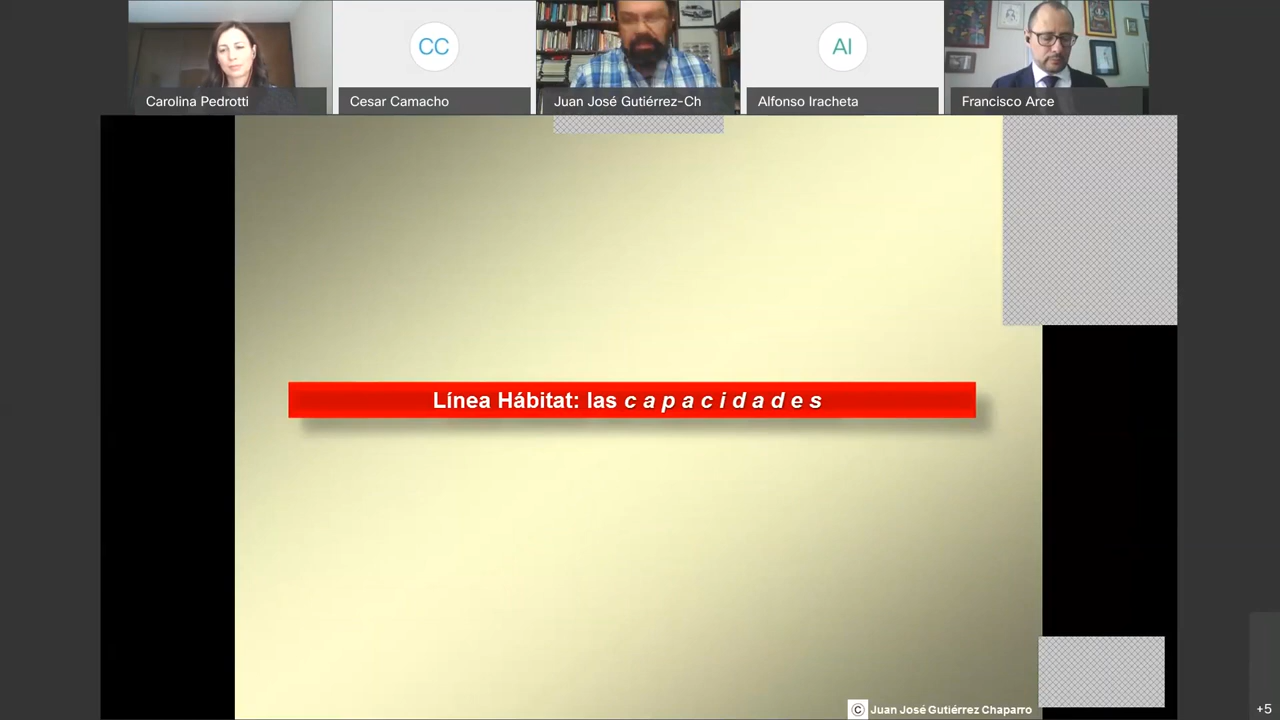 CC
AI
Carolina Pedrotti
Cesar Camacho
Juan José Gutiérrez-Ch
Alfonso Iracheta
Francisco Arce
Línea Hábitat: las capacidades
© Juan José Gutiérrez Chaparro
+5